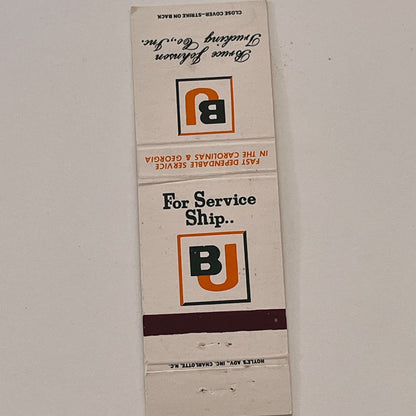 FAST DEPENDABLE SERVICE
IN THE CAROLINAS & GEORGIA
BJ
Bruce Johnson
Trucking Co., Inc.
CLOSE COVER—STRIKE ON BACK
For Service
Ship..
BJ
HOYLE'S ADV., INC. CHARLOTTE, N.C.